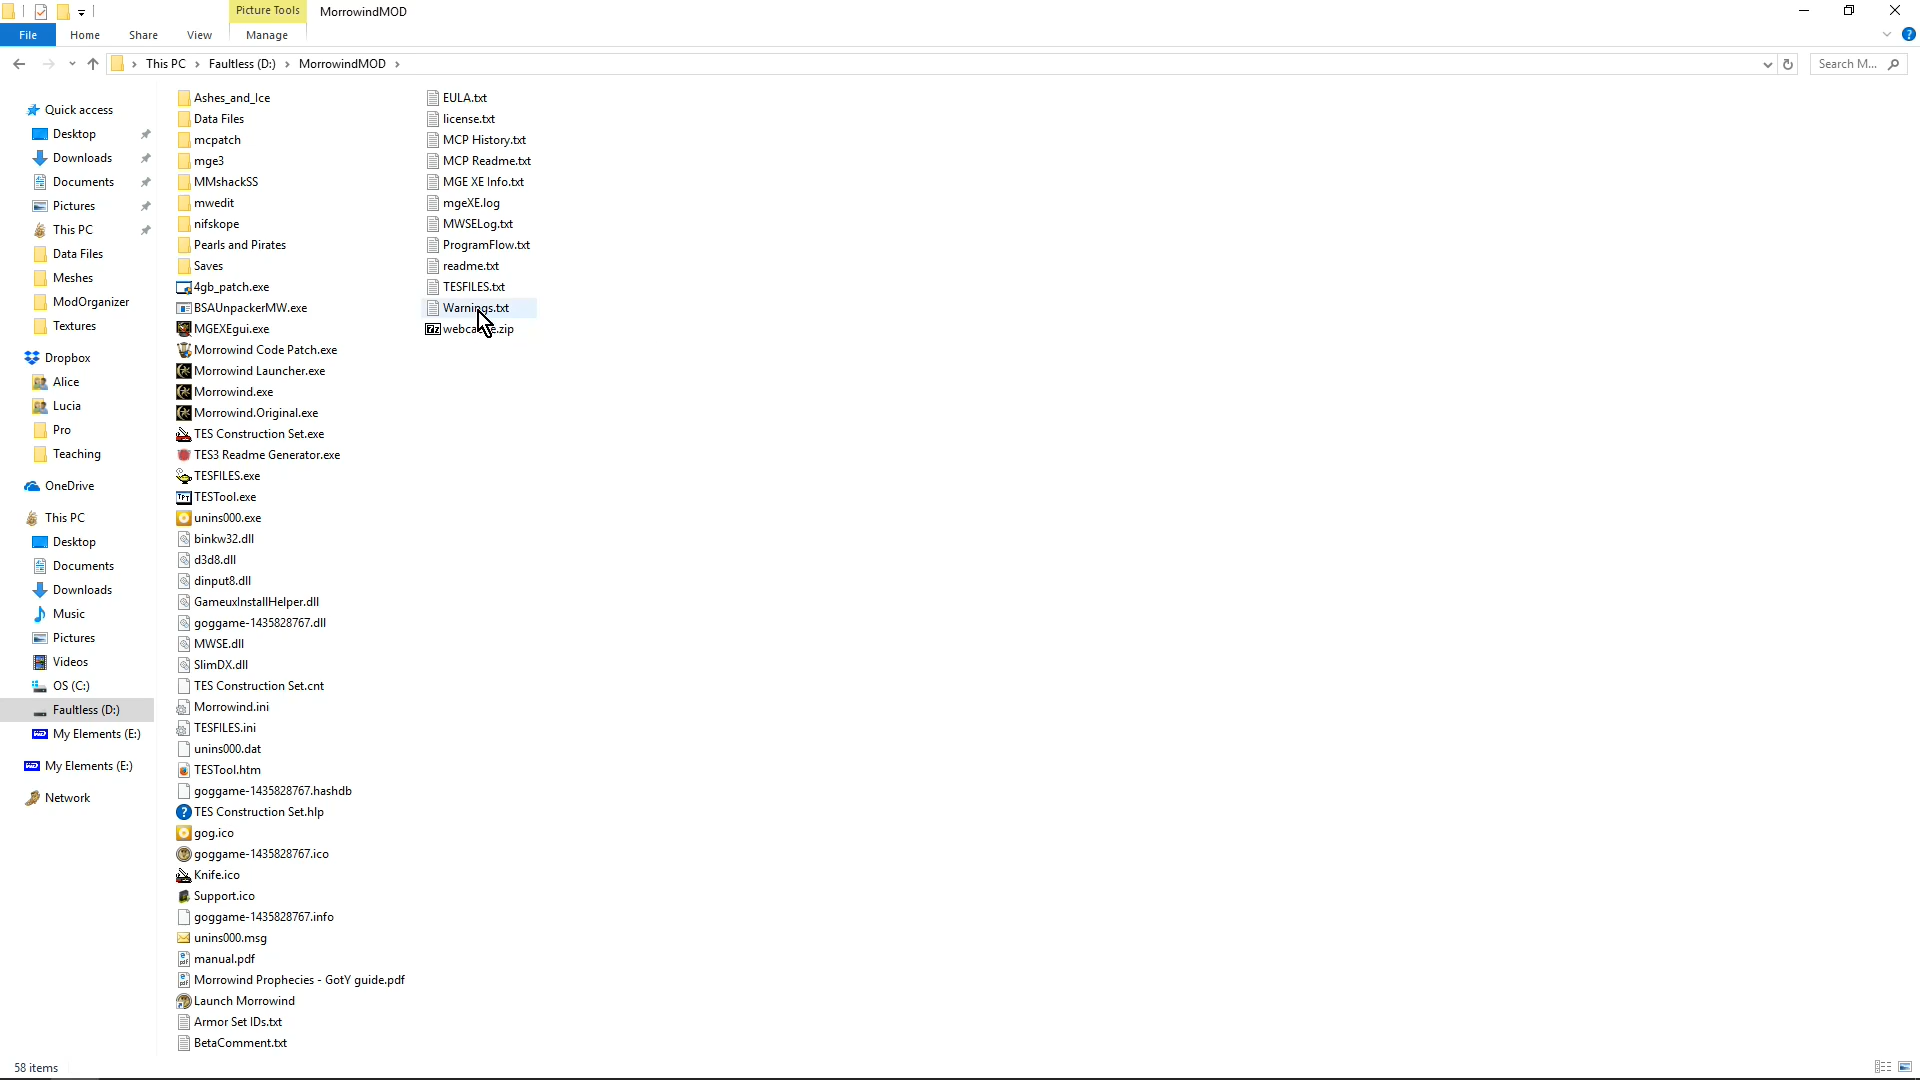 Picture Tools MorrowindMOD
File Home Share View Manage
This PC Faultless (D:) MorrowindMOD Search M...
Quick access
Desktop
Downloads
Documents
Pictures
This PC
Data Files
Meshes
ModOrganizer
Textures
Dropbox
Alice
Lucia
Pro
Teaching
OneDrive
This PC
Desktop
Documents
Downloads
Music
Pictures
Videos
OS (C:)
Faultless (D:)
My Elements (E:)
My Elements (E:)
Network
Ashes_and_Ice
Data Files
mcpatch
mge3
MMshackSS
mwedit
nifskope
Pearls and Pirates
Saves
4gb_patch.exe
BSAUnpackerMW.exe
MGEXEgui.exe
Morrowind Code Patch.exe
Morrowind Launcher.exe
Morrowind.exe
Morrowind.Original.exe
TES Construction Set.exe
TES3 Readme Generator.exe
TESFILES.exe
TESTool.exe
unins000.exe
binkw32.dll
d3d8.dll
dinput8.dll
GameuxInstallHelper.dll
goggame-1435828767.dll
MWSE.dll
SlimDX.dll
TES Construction Set.cnt
Morrowind.ini
TESFILES.ini
unins000.dat
TESTool.htm
goggame-1435828767.hashdb
TES Construction Set.hlp
gog.ico
goggame-1435828767.ico
Knife.ico
Support.ico
goggame-1435828767.info
unins000.msg
manual.pdf
Morrowind Prophecies - GotY guide.pdf
Launch Morrowind
Armor Set IDs.txt
BetaComment.txt
EULA.txt
license.txt
MCP History.txt
MCP Readme.txt
MGE XE Info.txt
mgeXE.log
MWSELog.txt
ProgramFlow.txt
readme.txt
TESFILES.txt
Warnings.txt
58 items